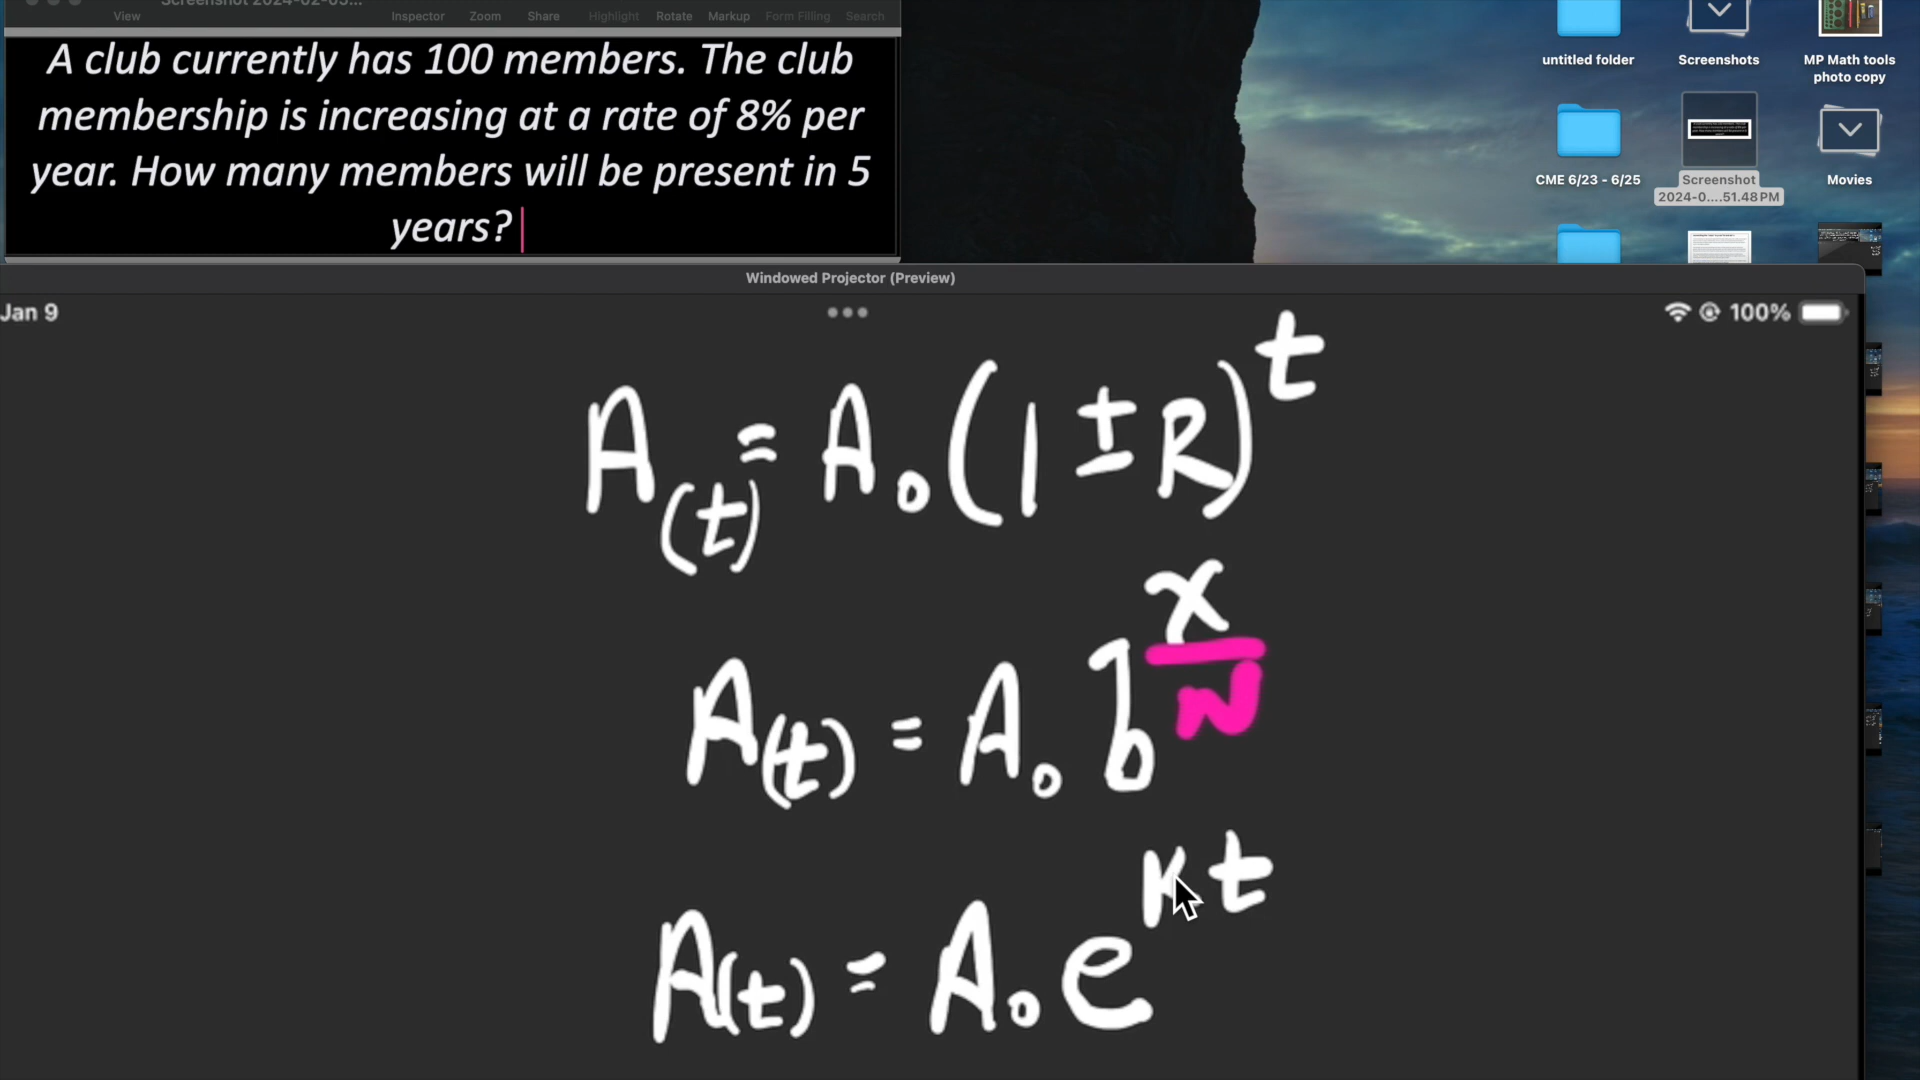 View Inspector Zoom Share Highlight Rotate Markup Form Filling Search
A club currently has 100 members. The club
membership is increasing at a rate of 8% per
year. How many members will be present in 5
years?
untitled folder
Screenshots
MP Math tools
photo copy
CME 6/23 - 6/25
Screenshot
2024-0....51.48 PM
Movies
Windowed Projector (Preview)
Jan 9
100%
A(t) = A₀(1 ± R)^t
A(t) = A₀ b^(x/N)
A(t) = A₀ e^(kt)